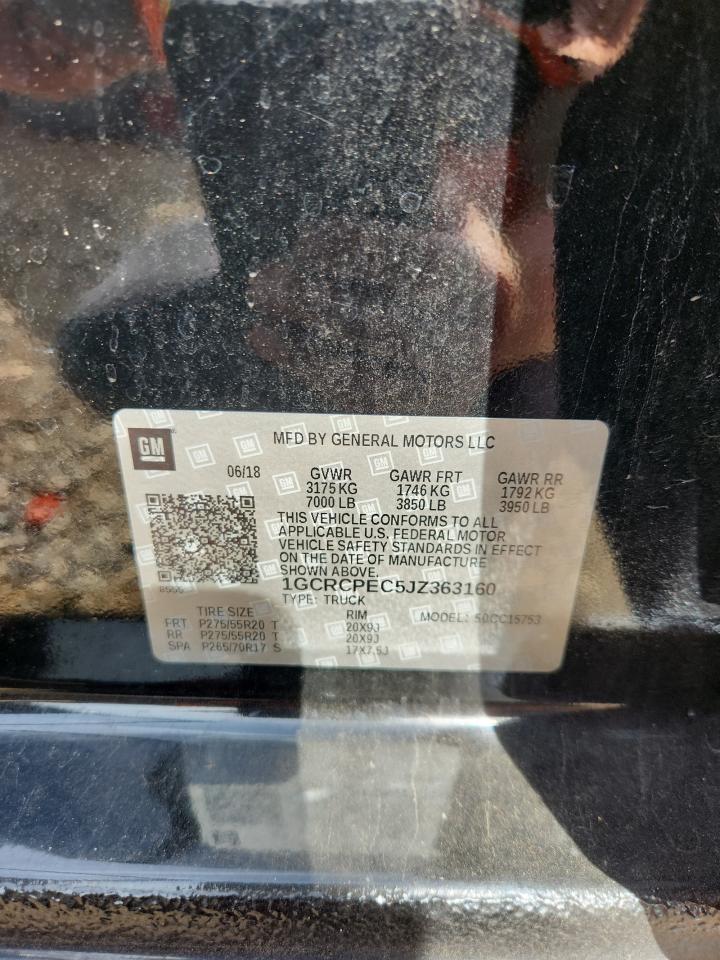 GM
MFD BY GENERAL MOTORS LLC
06/18 GVWR GAWR FRT GAWR RR
3175 KG 1746 KG 1792 KG
7000 LB 3850 LB 3950 LB
THIS VEHICLE CONFORMS TO ALL
APPLICABLE U.S. FEDERAL MOTOR
VEHICLE SAFETY STANDARDS IN EFFECT
ON THE DATE OF MANUFACTURE
SHOWN ABOVE.
1GCRCPEC5JZ363160
TYPE: TRUCK
TIRE SIZE RIM MODEL:
FRT P275/55R20 T 20X9J
RR P275/55R20 T 20X9J
SPA P265/70R17 S